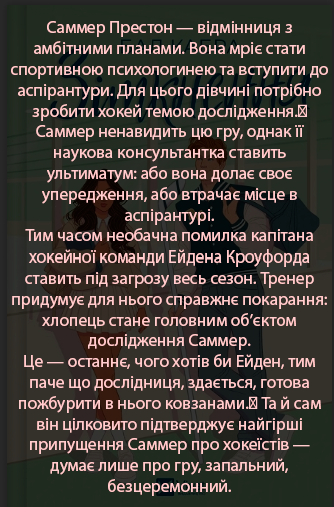 Саммер Престон — відмінниця з
амбітними планами. Вона мріє стати
спортивною психологинею та вступити до
аспірантури. Для цього дівчині потрібно
зробити хокей темою дослідження.
Саммер ненавидить цю гру, однак її
наукова консультантка ставить
ультиматум: або вона долає своє
упередження, або втрачає місце в
аспірантурі.
Тим часом необачна помилка капітана
хокейної команди Ейдена Кроуфорда
ставить під загрозу весь сезон. Тренер
придумує для нього справжнє покарання:
хлопець стане головним об’єктом
дослідження Саммер.
Це — останнє, чого хотів би Ейден, тим
паче що дослідниця, здається, готова
пожбурити в нього ковзанами. Та й сам
він цілковито підтверджує найгірші
припущення Саммер про хокеїстів —
думає лише про гру, запальний,
безцеремонний.